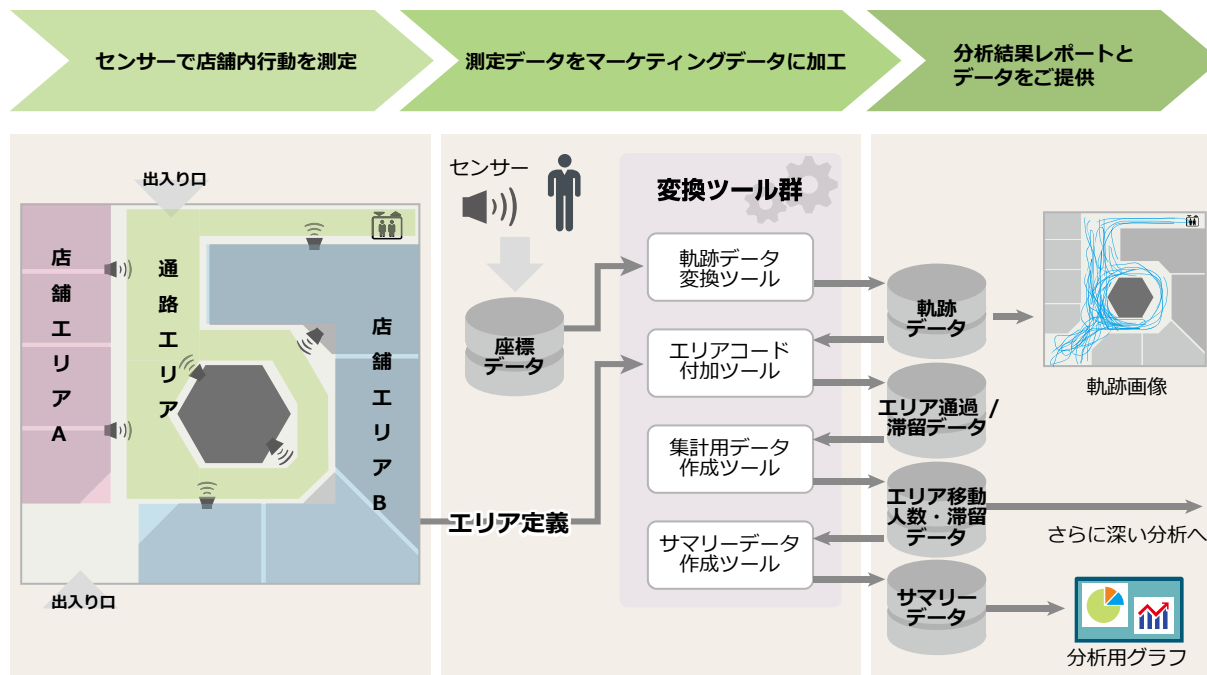 センサーで店舗内行動を測定
測定データをマーケティングデータに加工
分析結果レポートと
データをご提供
出入り口
店舗エリアA
通路エリア
店舗エリアB
出入り口
センサー
座標
データ
エリア定義
変換ツール群
軌跡データ
変換ツール
エリアコード
付加ツール
集計用データ
作成ツール
サマリーデータ
作成ツール
軌跡
データ
エリア通過 /
滞留データ
エリア移動
人数・滞留
データ
サマリー
データ
軌跡画像
さらに深い分析へ
分析用グラフ